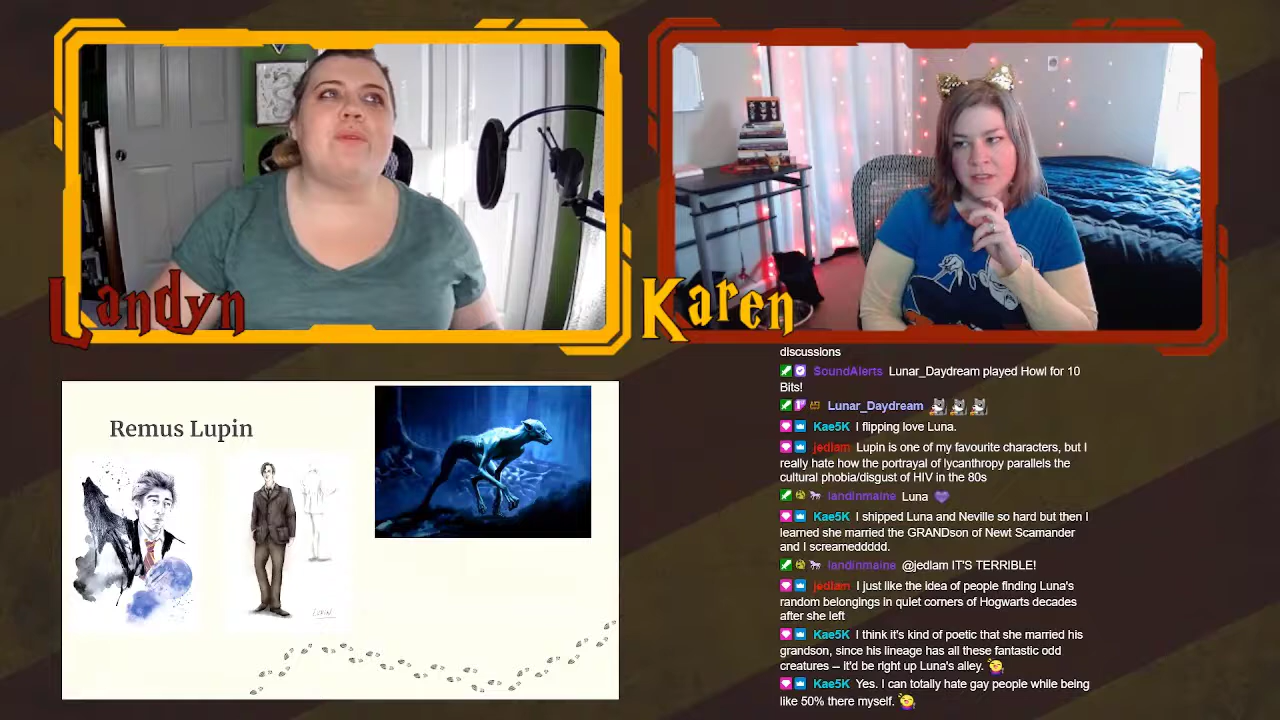 Landyn
Karen
Remus Lupin
LUPIN
discussions
SoundAlerts Lunar_Daydream played Howl for 10
Bits!
Lunar_Daydream
Kae5K I flipping love Luna.
jedlam Lupin is one of my favourite characters, but I
really hate how the portrayal of lycanthropy parallels the
cultural phobia/disgust of HIV in the 80s
landinmaine Luna
Kae5K I shipped Luna and Neville so hard but then I
learned she married the GRANDson of Newt Scamander
and I screameddddd.
landinmaine @jedlam IT'S TERRIBLE!
jedlam I just like the idea of people finding Luna's
random belongings in quiet corners of Hogwarts decades
after she left
Kae5K I think it's kind of poetic that she married his
grandson, since his lineage has all these fantastic odd
creatures – it'd be right up Luna's alley.
Kae5K Yes. I can totally hate gay people while being
like 50% there myself.